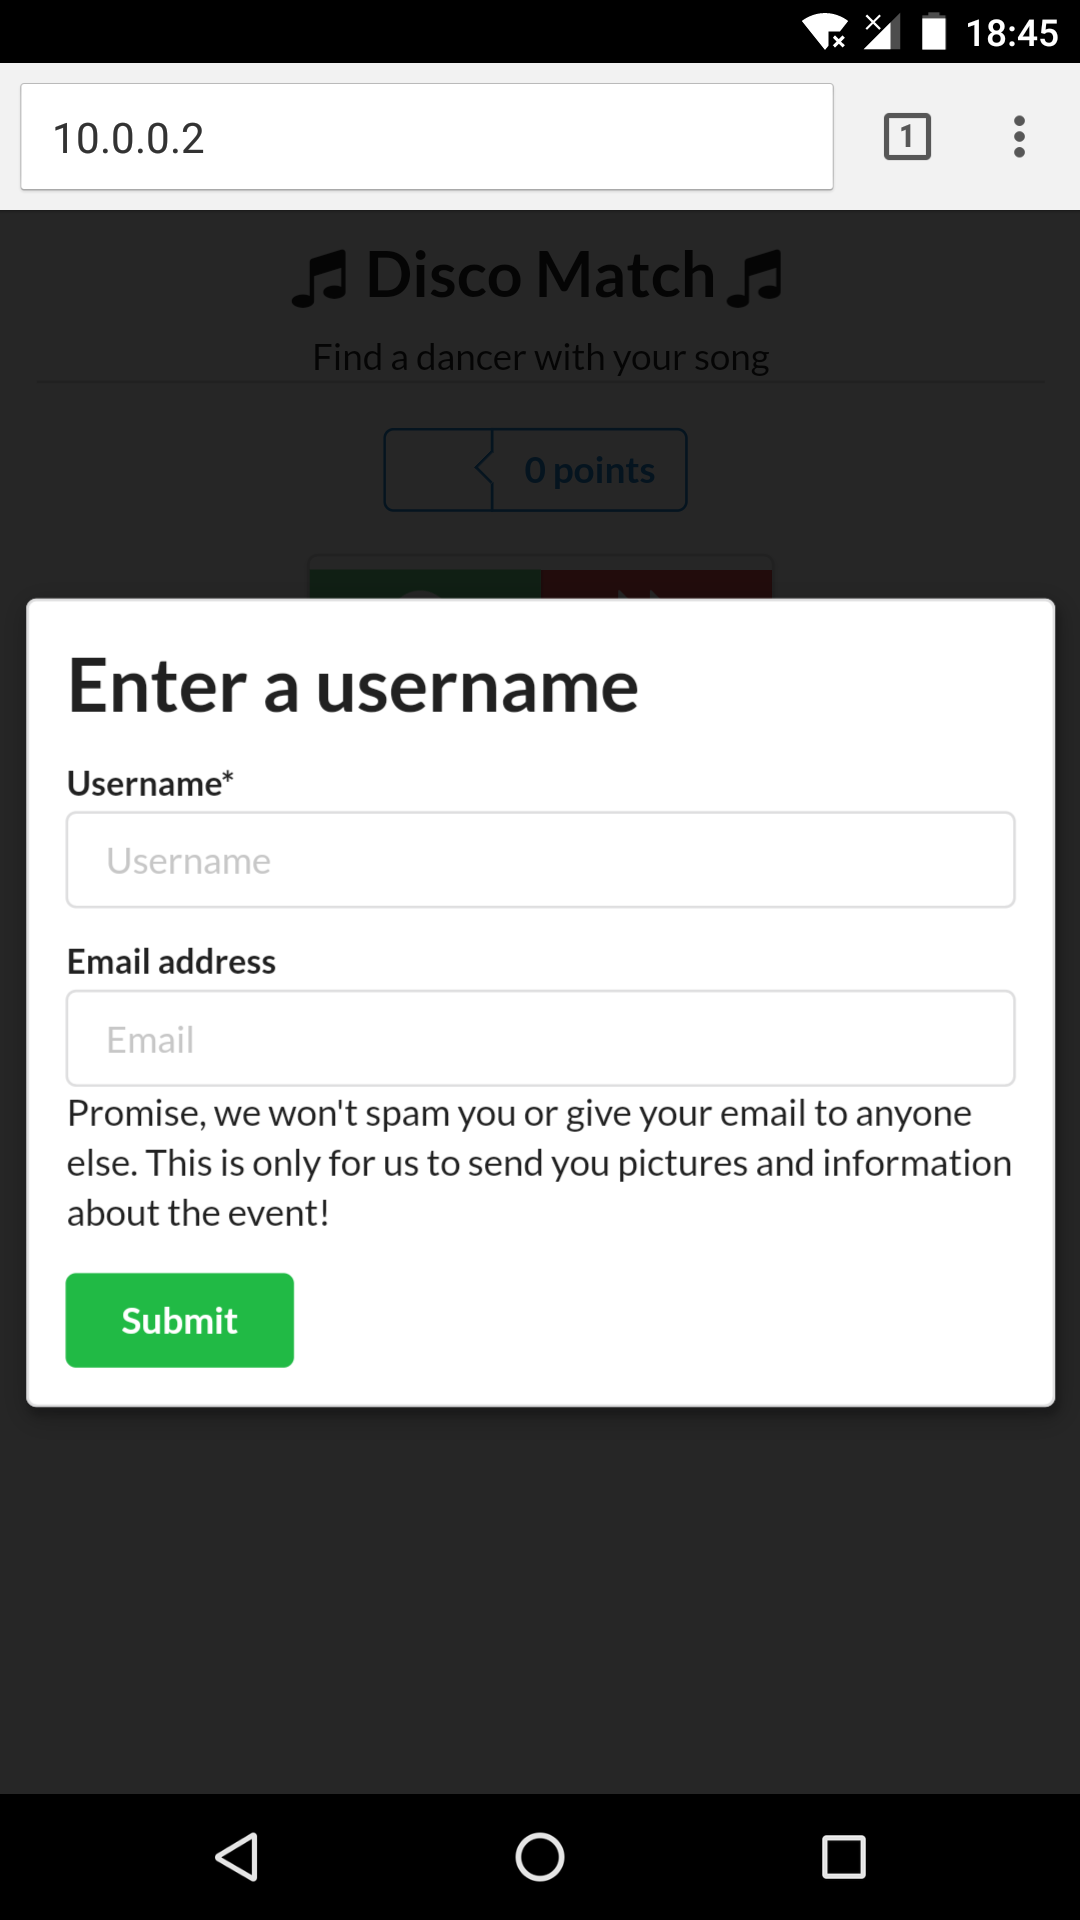 18:45
10.0.0.2
1
Disco Match
Find a dancer with your song
0 points
Enter a username
Username*
Username
Email address
Email
Promise, we won't spam you or give your email to anyone
else. This is only for us to send you pictures and information
about the event!
Submit